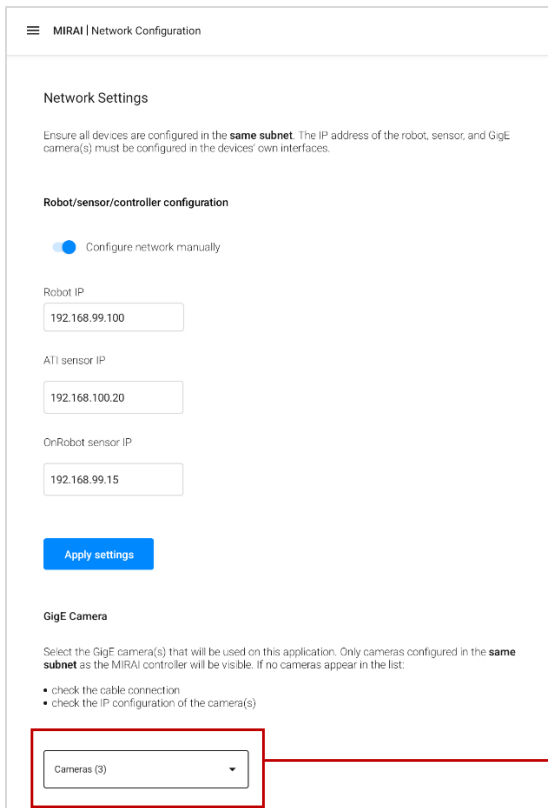 MIRAI | Network Configuration
Network Settings
Ensure all devices are configured in the same subnet. The IP address of the robot, sensor, and GigE
camera(s) must be configured in the devices' own interfaces.
Robot/sensor/controller configuration
Configure network manually
Robot IP
192.168.99.100
ATI sensor IP
192.168.100.20
OnRobot sensor IP
192.168.99.15
Apply settings
GigE Camera
Select the GigE camera(s) that will be used on this application. Only cameras configured in the same
subnet as the MIRAI controller will be visible. If no cameras appear in the list:
• check the cable connection
• check the IP configuration of the camera(s)
Cameras (3)